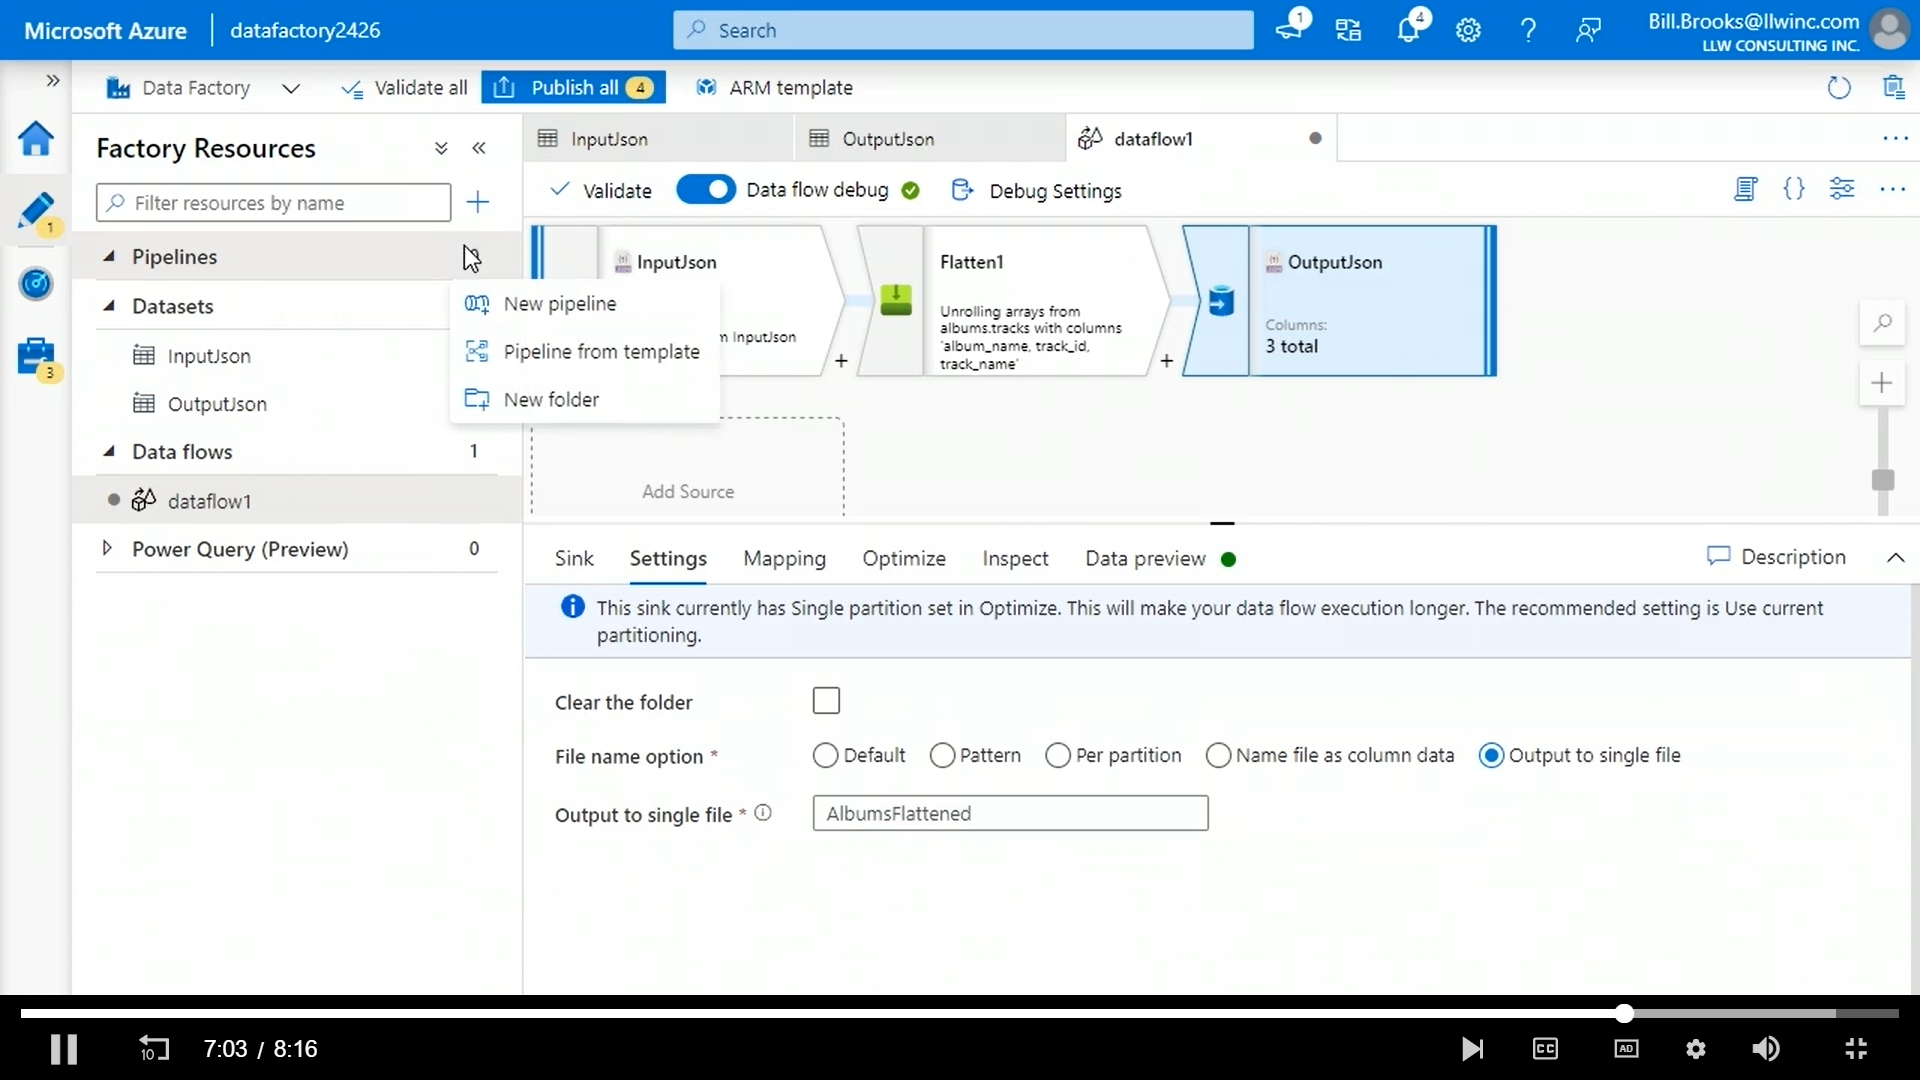 Microsoft Azure
datafactory2426
Search
1
4
Bill.Brooks@llwinc.com
LLW CONSULTING INC.
Data Factory
Validate all
Publish all
4
ARM template
Factory Resources
InputJson
OutputJson
dataflow1
Filter resources by name
1
Validate
Data flow debug
Debug Settings
Pipelines
Datasets
InputJson
OutputJson
Data flows
1
dataflow1
Power Query (Preview)
0
3
New pipeline
Pipeline from template
New folder
InputJson
InputJson
Flatten1
Unrolling arrays from
albums.tracks with columns
'album_name, track_id,
track_name'
OutputJson
Columns:
3 total
Add Source
Sink
Settings
Mapping
Optimize
Inspect
Data preview
Description
This sink currently has Single partition set in Optimize. This will make your data flow execution longer. The recommended setting is Use current
partitioning.
Clear the folder
File name option *
Default
Pattern
Per partition
Name file as column data
Output to single file
Output to single file *
AlbumsFlattened
10
7:03 / 8:16
CC
AD